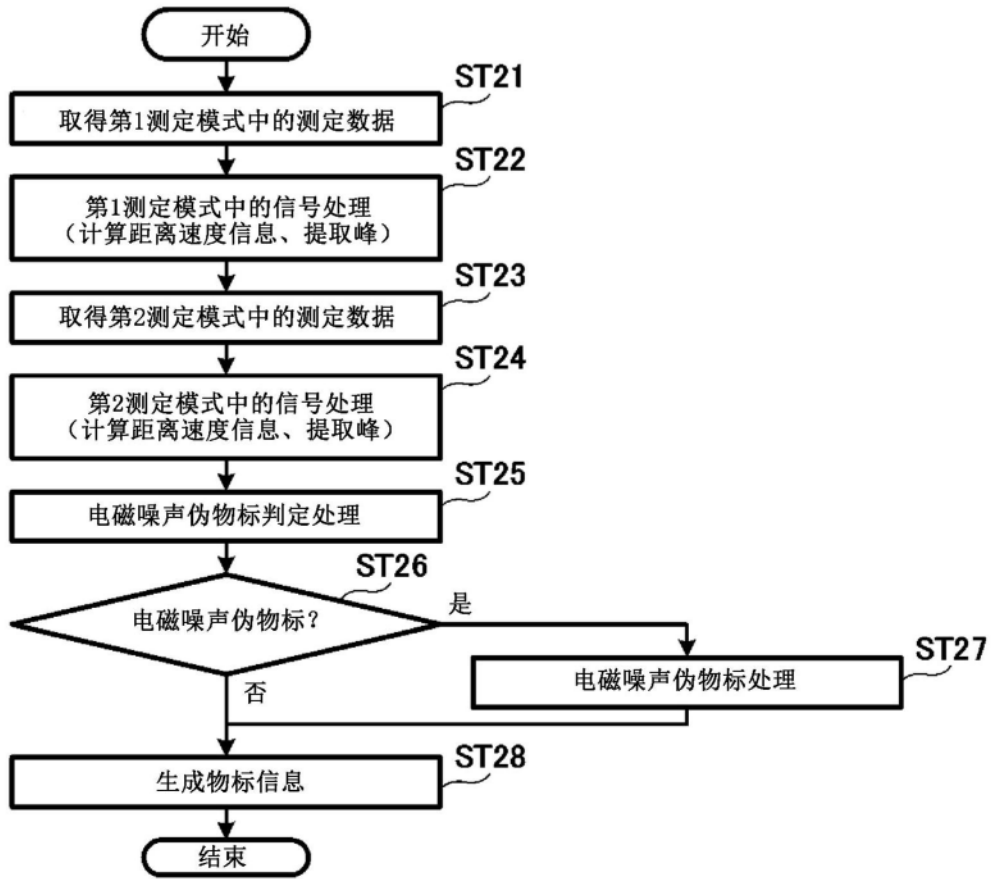 开始
ST21
取得第1测定模式中的测定数据
ST22
第1测定模式中的信号处理
（计算距离速度信息、提取峰）
ST23
取得第2测定模式中的测定数据
ST24
第2测定模式中的信号处理
（计算距离速度信息、提取峰）
ST25
电磁噪声伪物标判定处理
ST26
电磁噪声伪物标？
是
ST27
电磁噪声伪物标处理
否
ST28
生成物标信息
结束